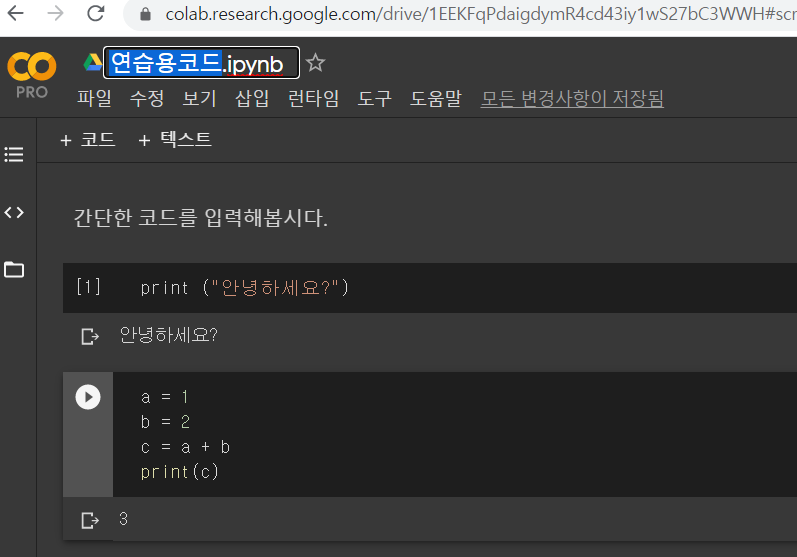 colab.research.google.com/drive/1EEKFqPdaigdymR4cd43iy1wS27bC3WWH#scr
CO
PRO
연습용코드.ipynb
파일 수정 보기 삽입 런타임 도구 도움말 모든 변경사항이 저장됨
+ 코드 + 텍스트
간단한 코드를 입력해봅시다.
[1] print ("안녕하세요?")
안녕하세요?
a = 1
b = 2
c = a + b
print(c)
3